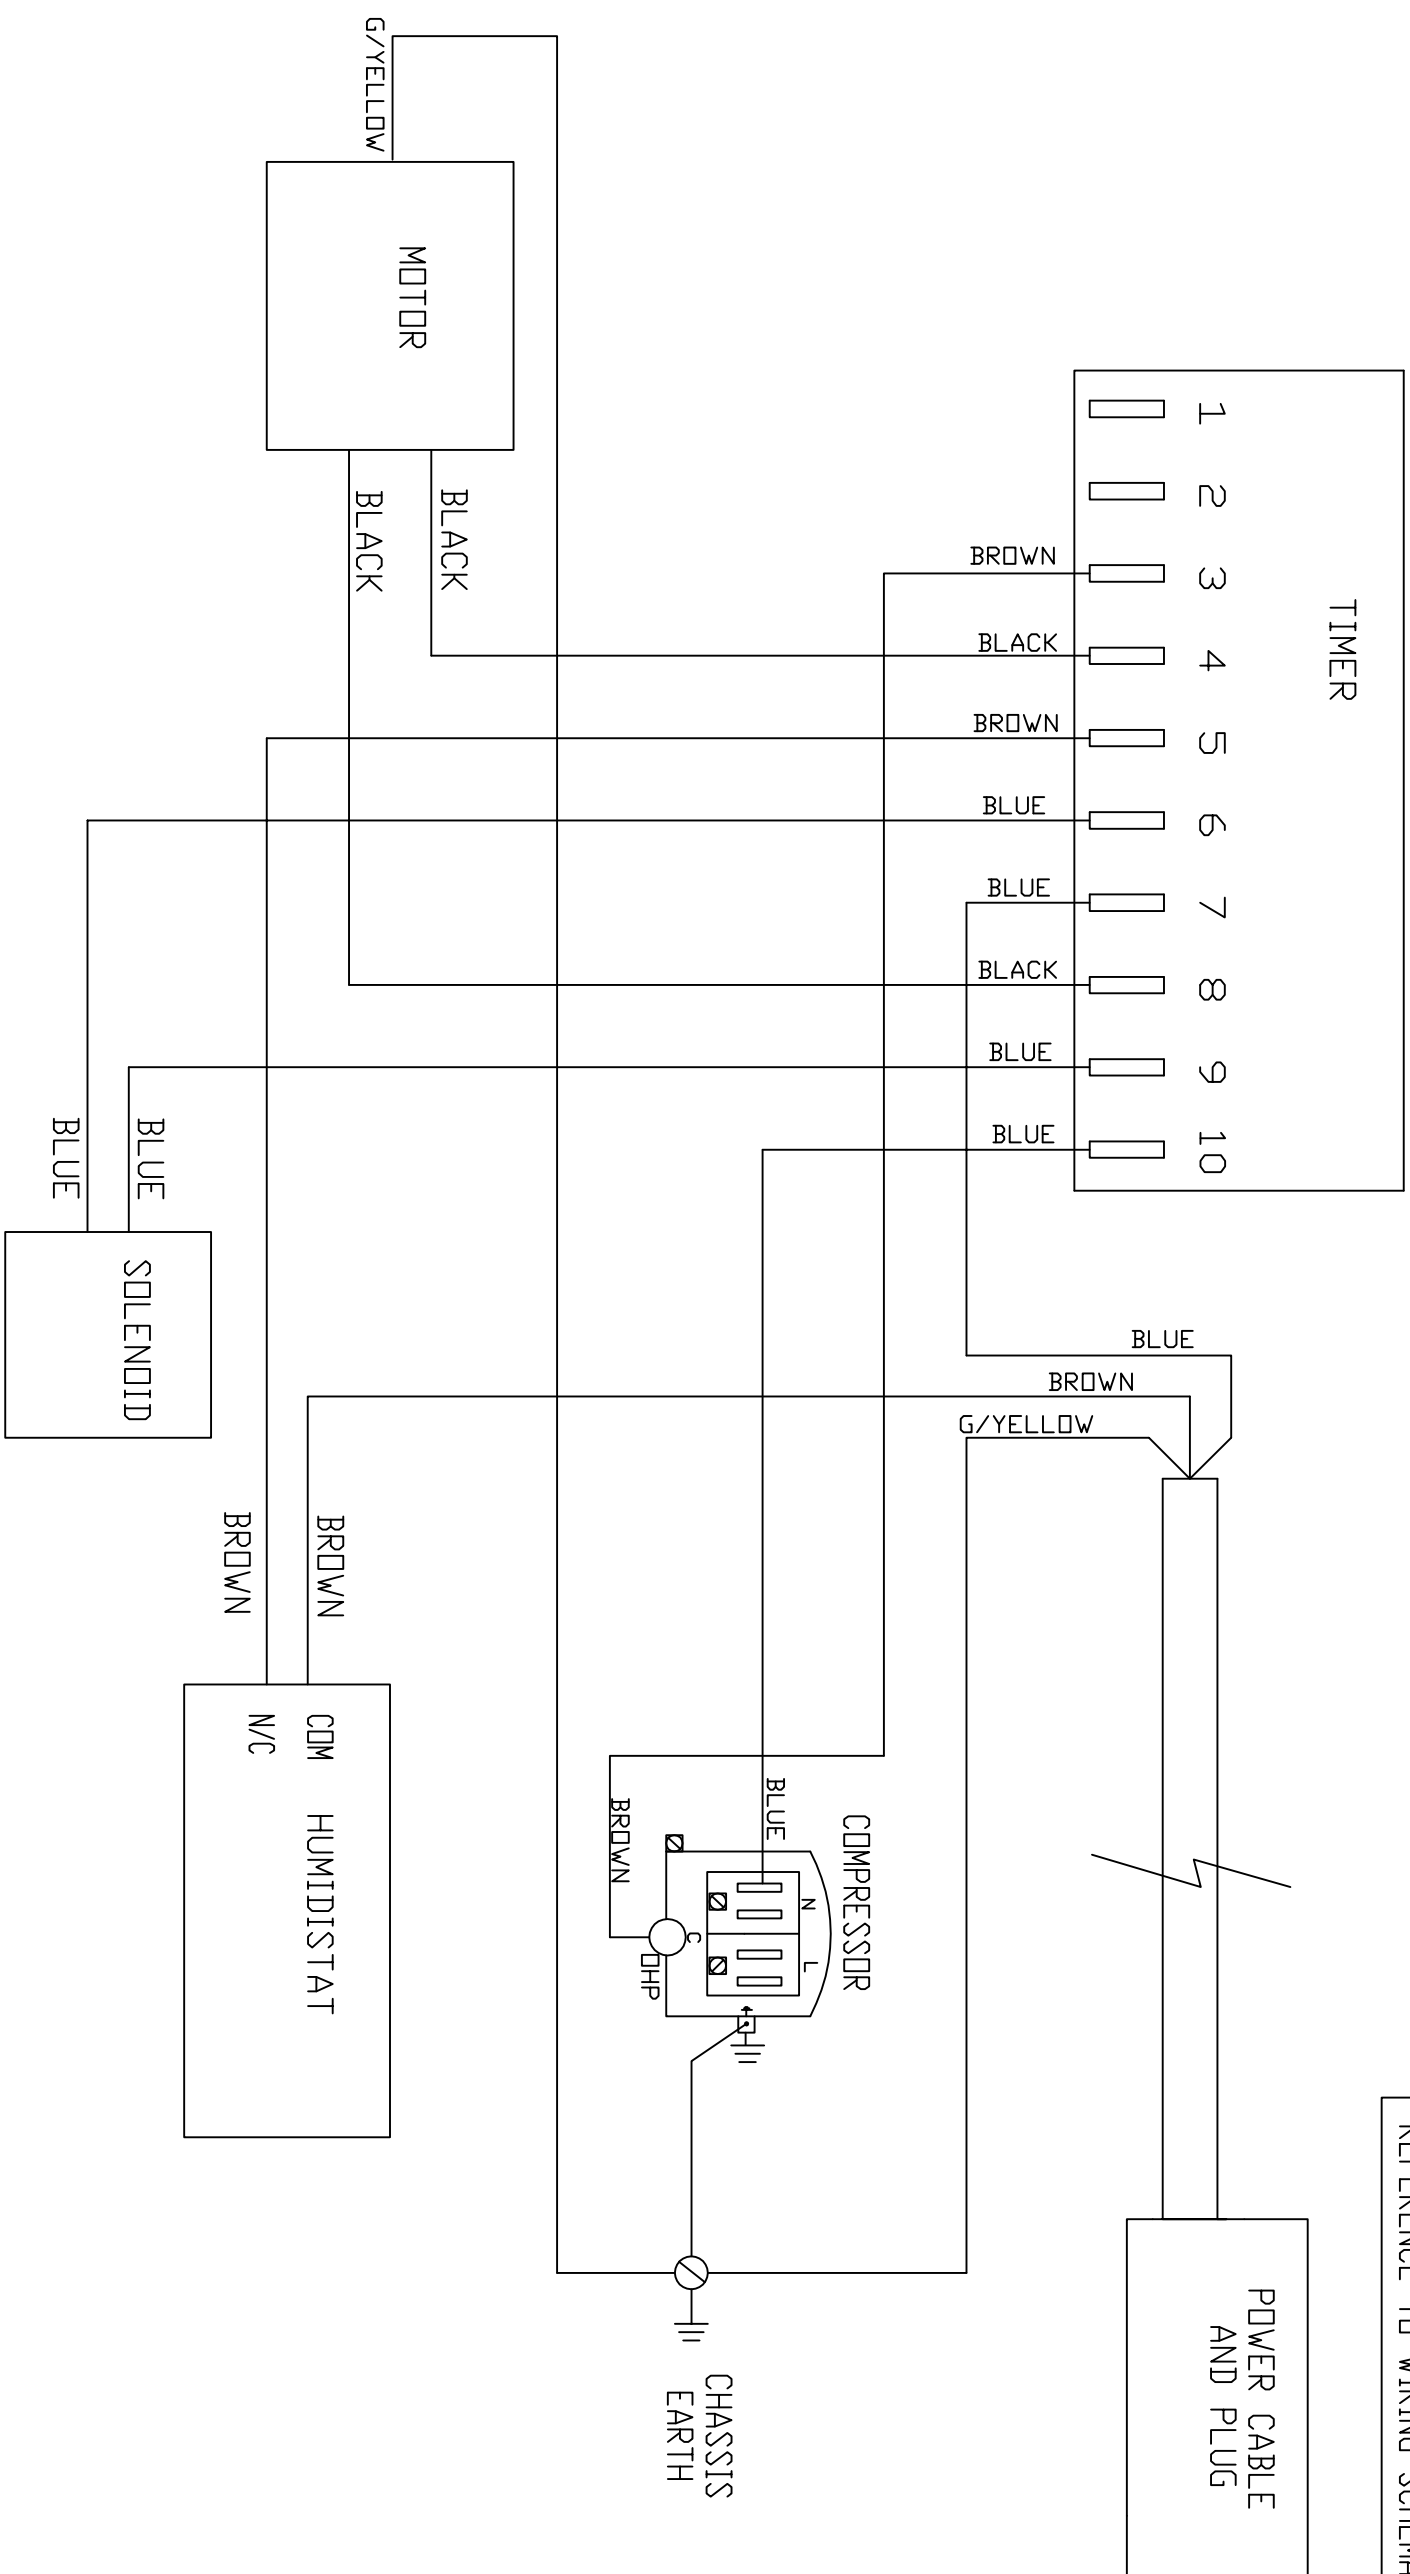 TIMER
1
2
3
4
5
6
7
8
9
10
BROWN
BLACK
BROWN
BLUE
BLUE
BLACK
BLUE
BLUE
G/YELLOW
MOTOR
BLACK
BLACK
BLUE
BLUE
SOLENOID
BLUE
BROWN
G/YELLOW
BROWN
BROWN
COM
N/C
HUMIDISTAT
BLUE
BROWN
COMPRESSOR
N
L
C
OHP
CHASSIS
EARTH
POWER CABLE
AND PLUG
TO WIRING